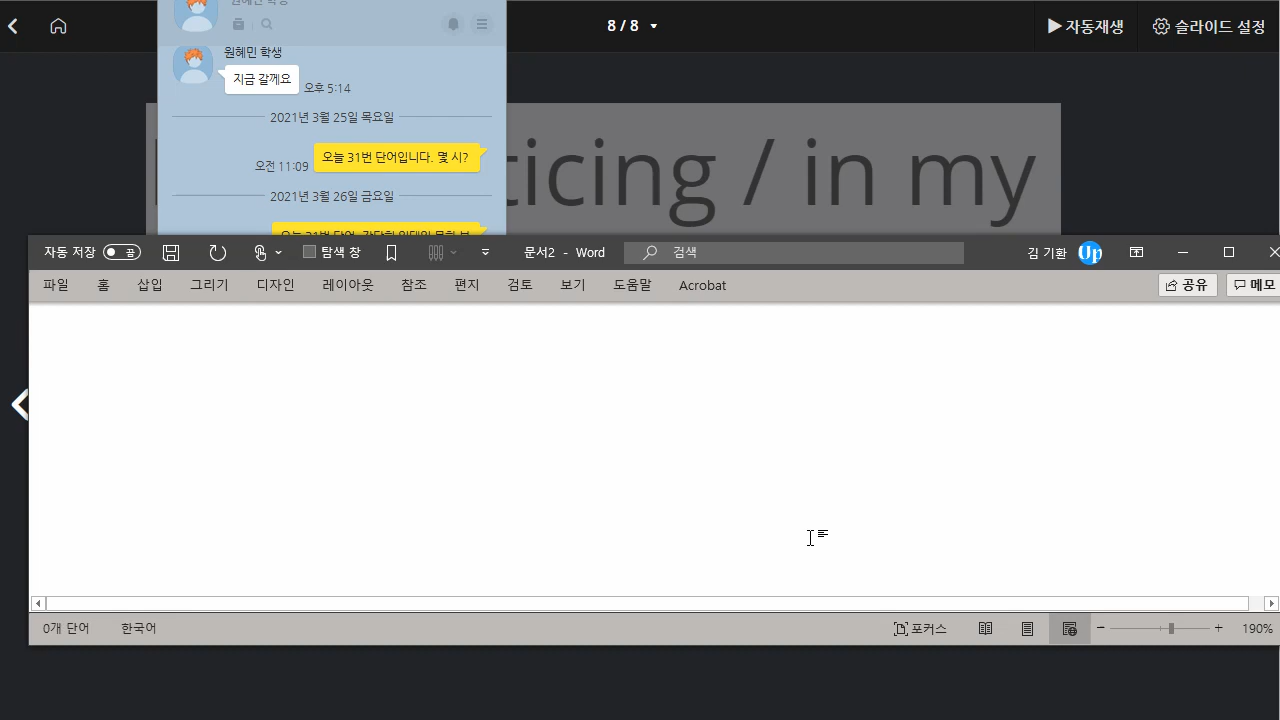 8 / 8
자동재생
슬라이드 설정
원혜민 학생
지금 갈께요
오후 5:14
2021년 3월 25일 목요일
오전 11:09
오늘 31번 단어입니다. 몇 시?
2021년 3월 26일 금요일
ticing / in my
자동 저장 끔 탐색 창 문서2 - Word 검색 김 기환 Up
파일 홈 삽입 그리기 디자인 레이아웃 참조 편지 검토 보기 도움말 Acrobat 공유 메모
0개 단어 한국어 포커스 190%